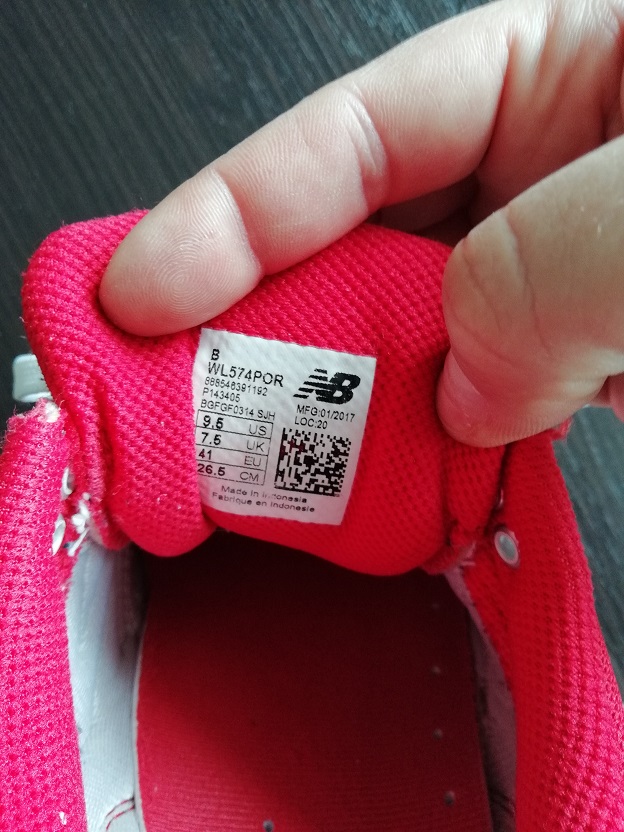 B
WL574POR
888546391192
P143405
BGFGF0314 SJH
NB
MFG:01/2017
LOC:20
9.5 US
7.5 UK
41 EU
26.5 CM
Made in Indonesia
Fabrique en Indonesie